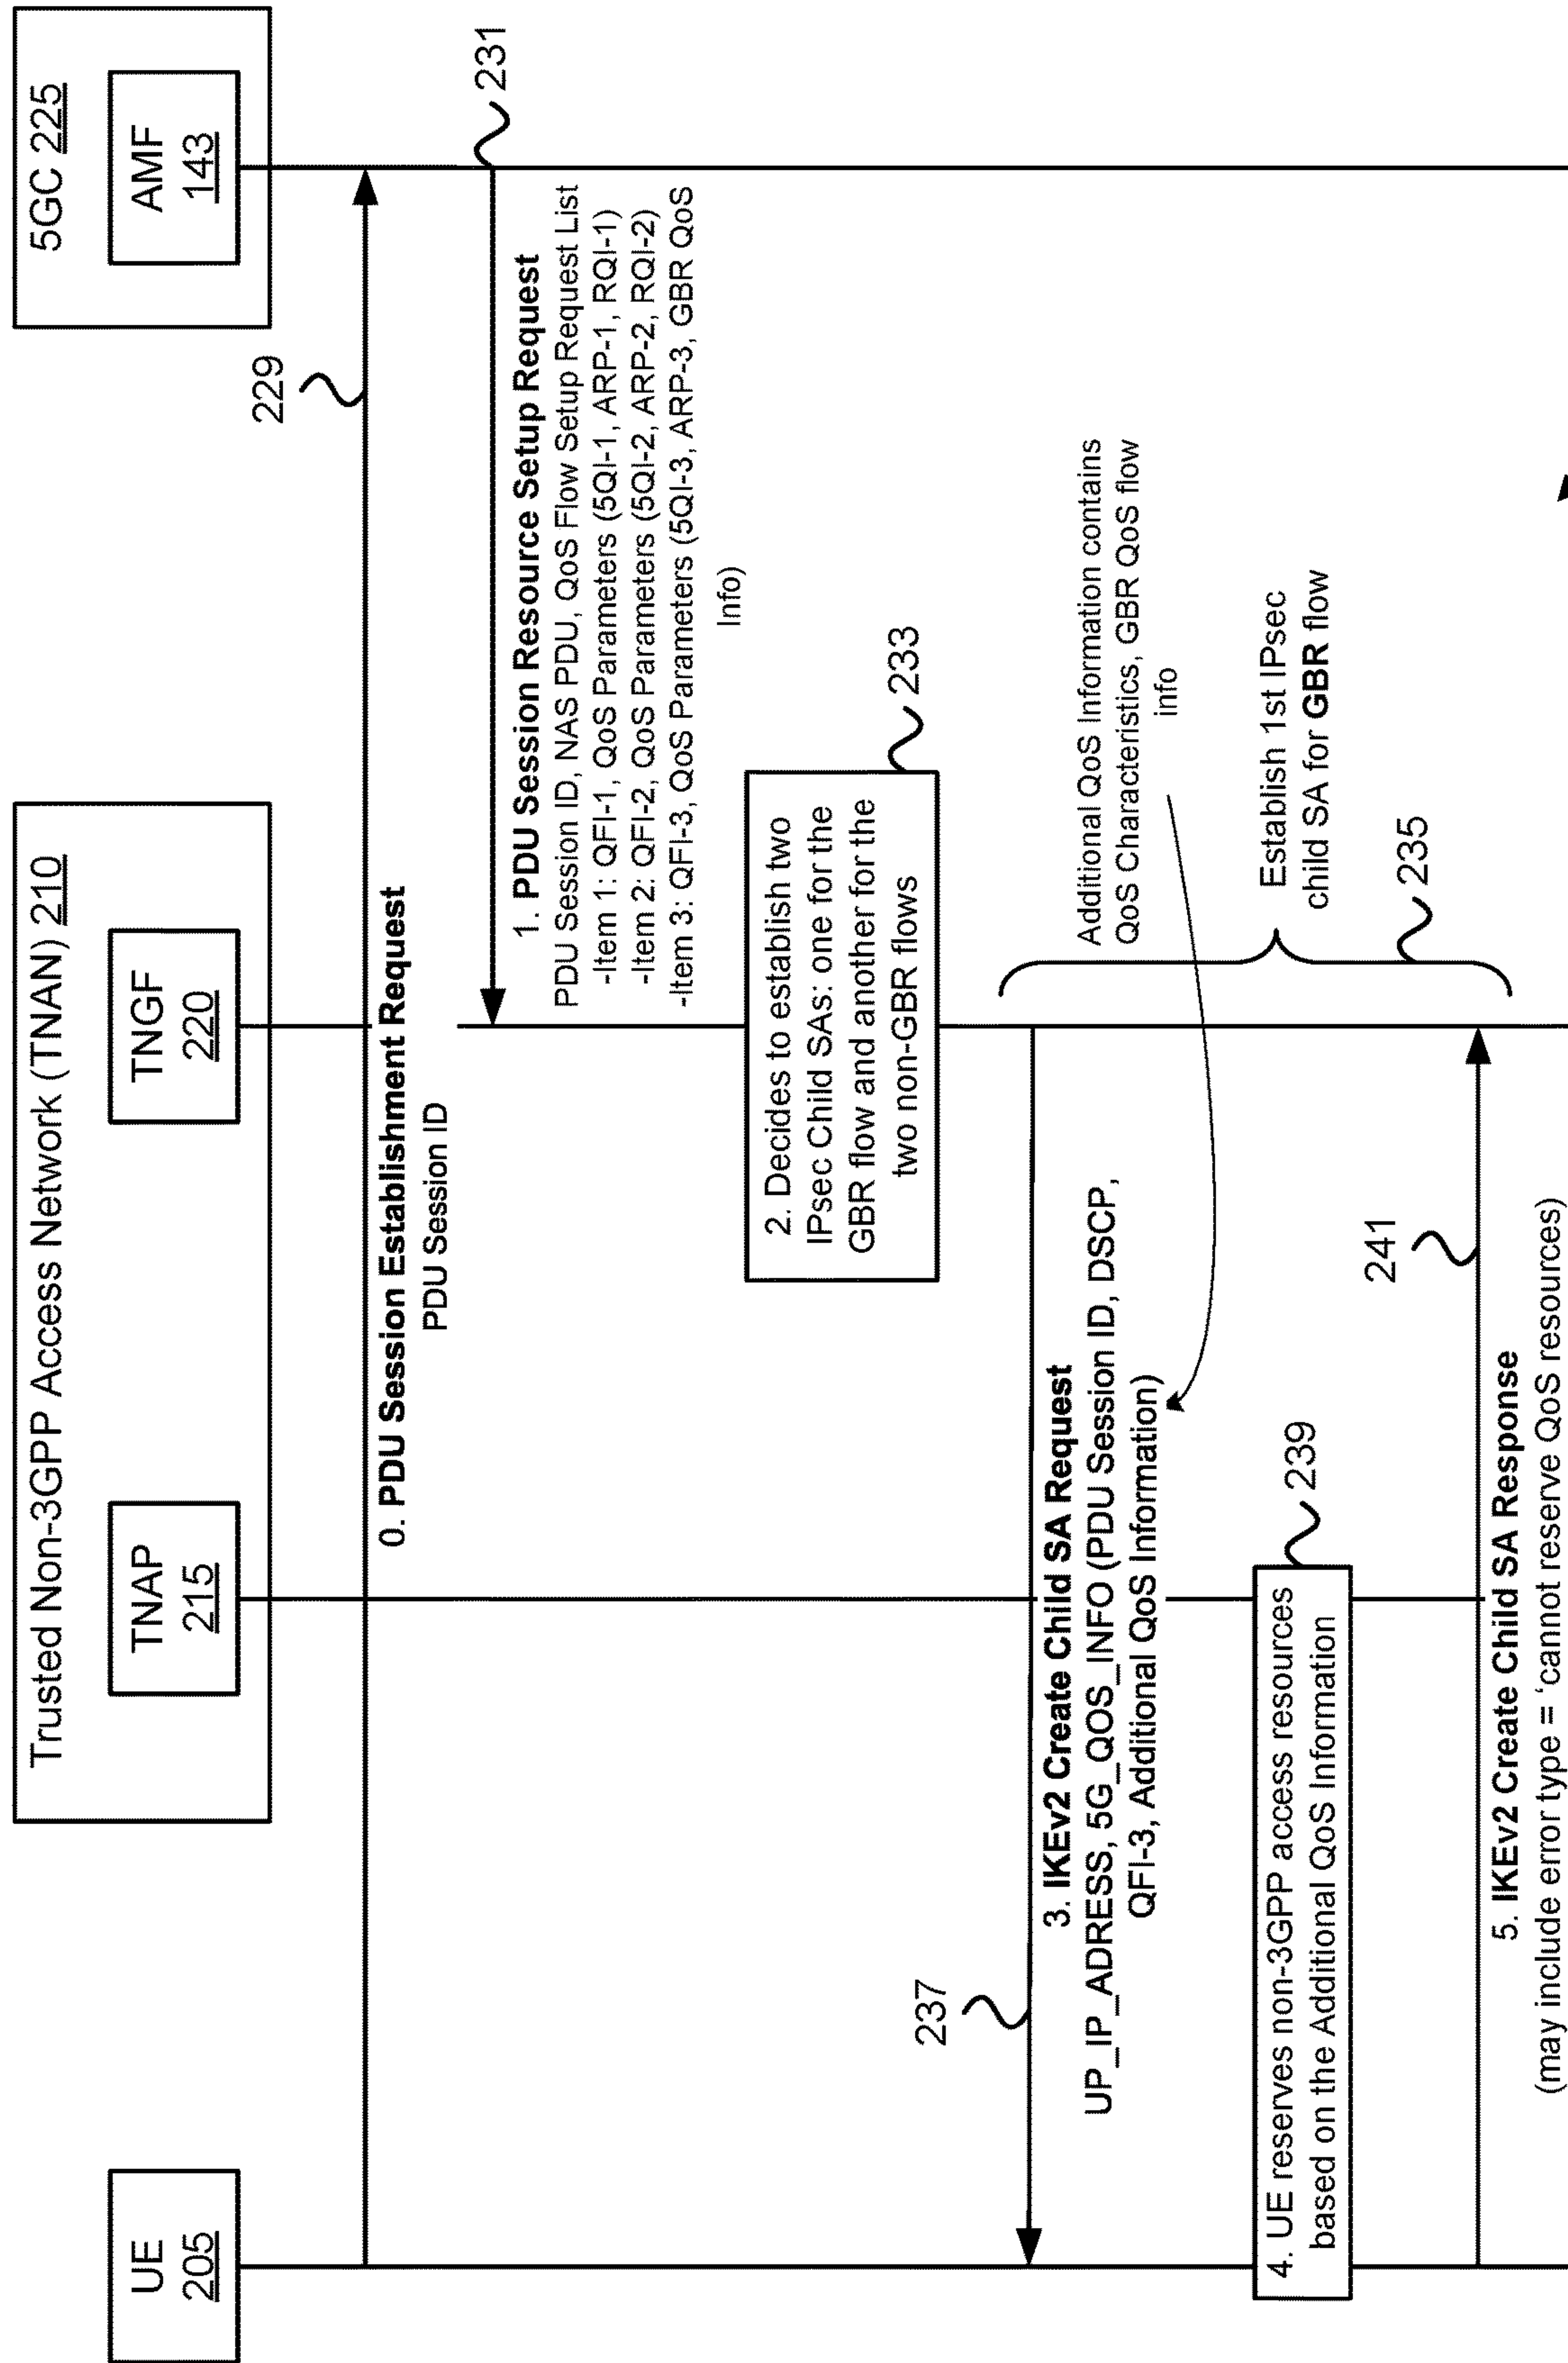 UE
205
Trusted Non-3GPP Access Network (TNAN) 210
TNAP
215
TNGF
220
5GC 225
AMF
143
229
0. PDU Session Establishment Request
PDU Session ID
231
1. PDU Session Resource Setup Request
PDU Session ID, NAS PDU, QoS Flow Setup Request List
-Item 1: QFI-1, QoS Parameters (5QI-1, ARP-1, RQI-1)
-Item 2: QFI-2, QoS Parameters (5QI-2, ARP-2, RQI-2)
-Item 3: QFI-3, QoS Parameters (5QI-3, ARP-3, GBR QoS
Info)
2. Decides to establish two
IPsec Child SAs: one for the
GBR flow and another for the
two non-GBR flows
233
237
3. IKEv2 Create Child SA Request
UP_IP_ADRESS, 5G_QOS_INFO (PDU Session ID, DSCP,
QFI-3, Additional QoS Information)
Additional QoS Information contains
QoS Characteristics, GBR QoS flow
info
Establish 1st IPsec
child SA for GBR flow
235
4. UE reserves non-3GPP access resources
based on the Additional QoS Information
239
241
5. IKEv2 Create Child SA Response
(may include error type = 'cannot reserve QoS resources)